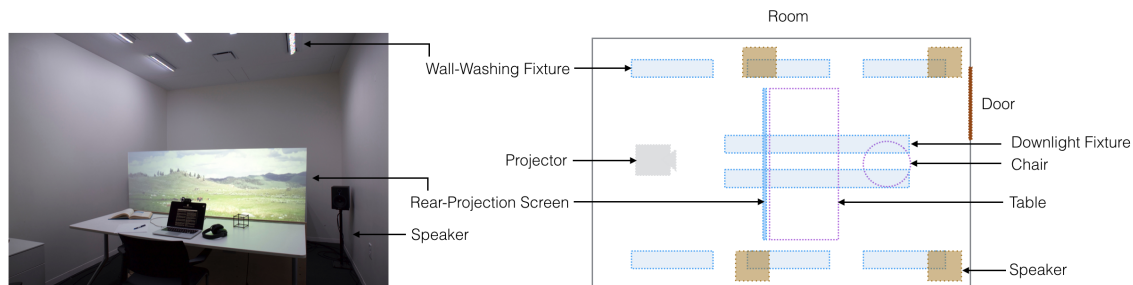 Room
Wall-Washing Fixture
Door
Downlight Fixture
Projector
Chair
Rear-Projection Screen
Table
Speaker
Speaker